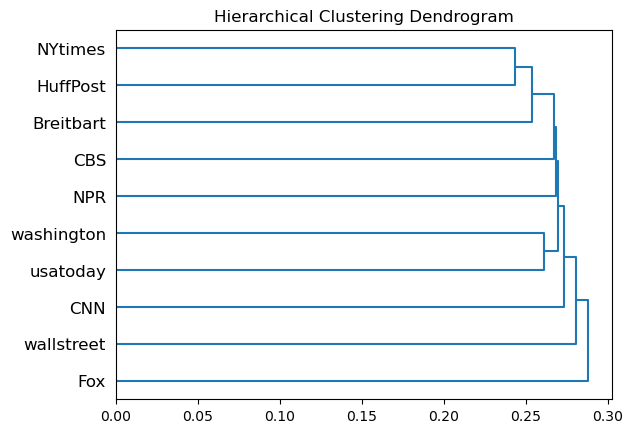 Hierarchical Clustering Dendrogram
NYtimes
HuffPost
Breitbart
CBS
NPR
washington
usatoday
CNN
wallstreet
Fox
0.00 0.05 0.10 0.15 0.20 0.25 0.30